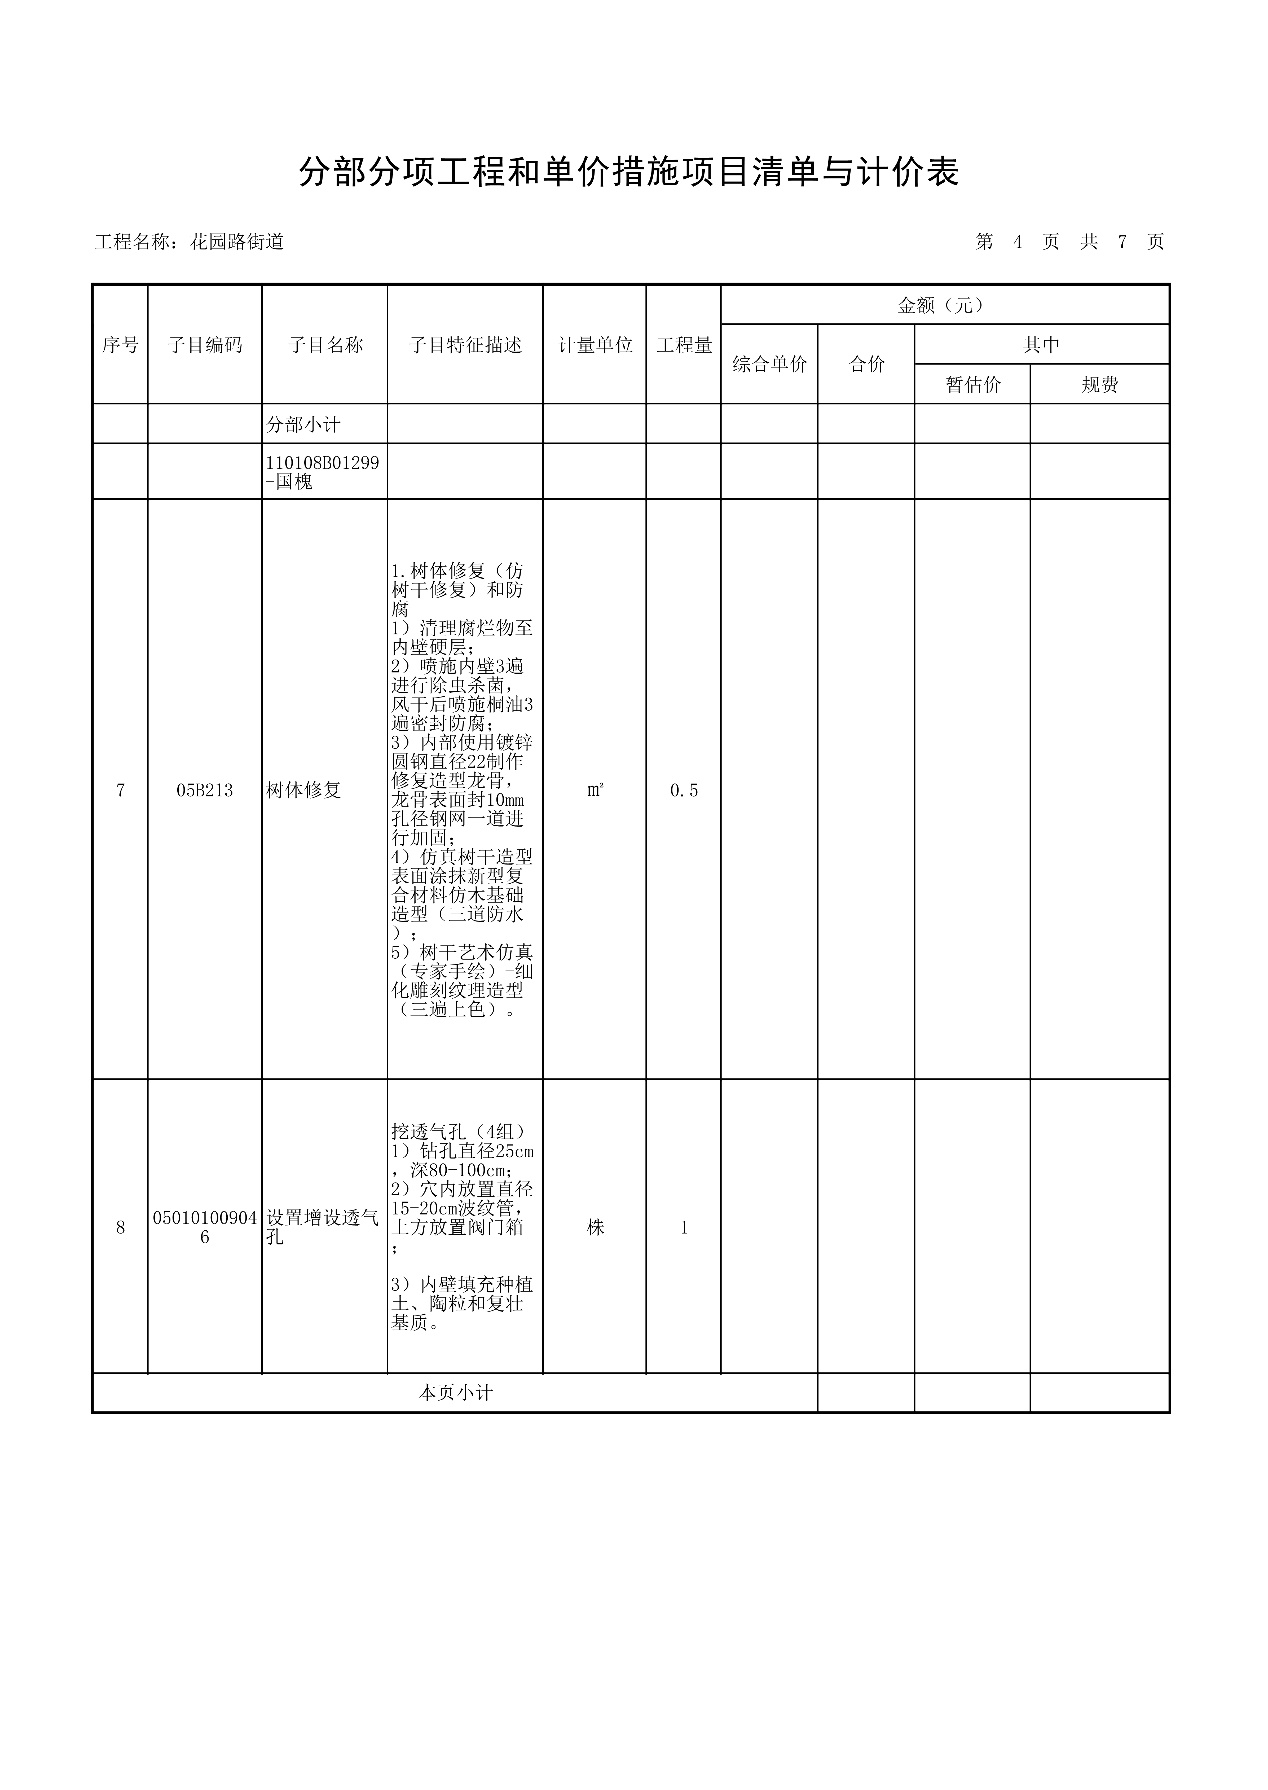 分部分项工程和单价措施项目清单与计价表
工程名称：花园路街道
第 4 页 共 7 页
序号
子目编码
子目名称
子目特征描述
计量单位
工程量
金额（元）
综合单价
合价
其中
暂估价
规费
分部小计
110108B01299
-国槐
7
05B213
树体修复
1.树体修复（仿
树干修复）和防
腐
1）清理腐烂物至
内壁硬层；
2）喷施内壁3遍
进行除虫杀菌，
风干后喷施桐油3
遍密封防腐；
3）内部使用镀锌
圆钢直径22制作
修复造型龙骨，
龙骨表面封10mm
孔径钢网一道进
行加固；
4）仿真树干造型
表面涂抹新型复
合材料仿木基础
造型（三道防水
）；
5）树干艺术仿真
（专家手绘）-细
化雕刻纹理造型
（三遍上色）。
m²
0.5
8
05010100904
6
设置增设透气
孔
挖透气孔（4组）
1）钻孔直径25cm
，深80-100cm；
2）穴内放置直径
15-20cm波纹管，
上方放置阀门箱
；
3）内壁填充种植
土、陶粒和复壮
基质。
株
1
本页小计